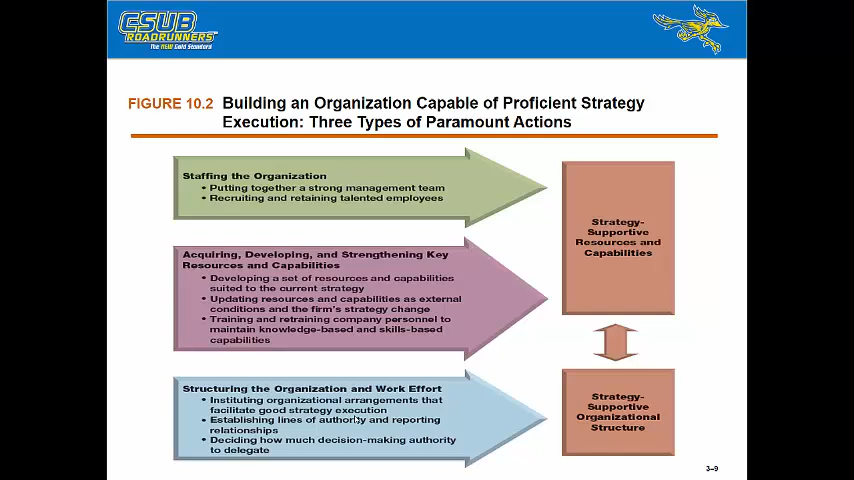 CSUB
ROADRUNNERS
The NEW Gold Standard
FIGURE 10.2 Building an Organization Capable of Proficient Strategy
Execution: Three Types of Paramount Actions
Staffing the Organization
• Putting together a strong management team
• Recruiting and retaining talented employees
Acquiring, Developing, and Strengthening Key
Resources and Capabilities
• Developing a set of resources and capabilities
suited to the current strategy
• Updating resources and capabilities as external
conditions and the firm's strategy change
• Training and retraining company personnel to
maintain knowledge-based and skills-based
capabilities
Strategy-
Supportive
Resources and
Capabilities
Structuring the Organization and Work Effort
• Instituting organizational arrangements that
facilitate good strategy execution
• Establishing lines of authority and reporting
relationships
• Deciding how much decision-making authority
to delegate
Strategy-
Supportive
Organizational
Structure
3–9